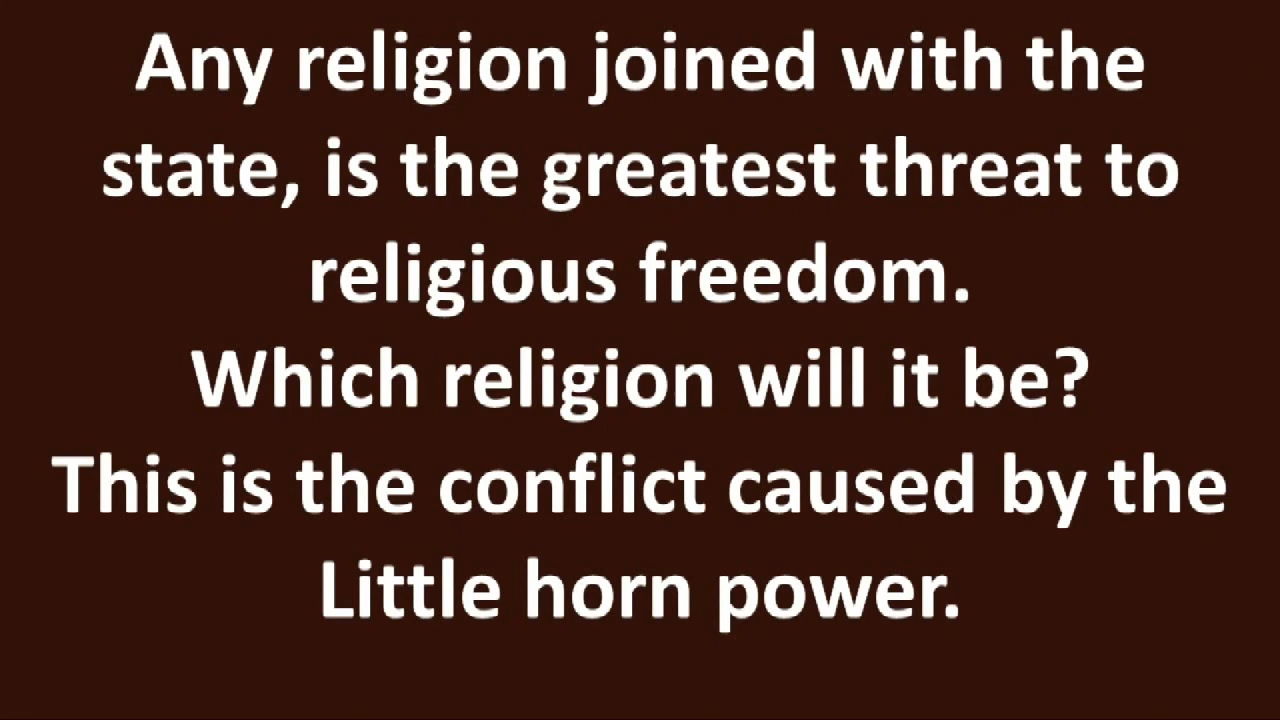 Any religion joined with the
state, is the greatest threat to
religious freedom.
Which religion will it be?
This is the conflict caused by the
Little horn power.